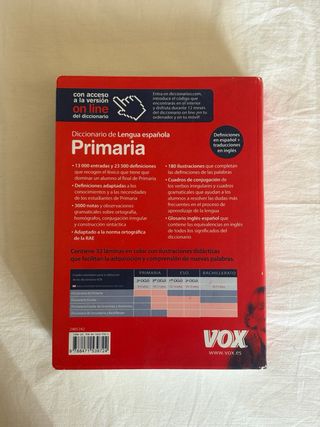 con acceso
a la versión
on line
del diccionario
Entra en diccionarios.com,
introduce el código que
encontrarás en el interior
y disfruta durante 12 meses
del diccionario on line ¡en tu
ordenador y en tu móvil!
Diccionario de Lengua española
Primaria
Definiciones
en español +
traducciones
en inglés
• 13 000 entradas y 23 500 definiciones
que recogen el léxico que tiene que
dominar un alumno al final de Primaria
• Definiciones adaptadas a los
conocimientos y a las necesidades
de los estudiantes de Primaria
• 3000 notas y observaciones
gramaticales sobre ortografía,
homógrafos, conjugación irregular
y construcción sintáctica
• Adaptado a la norma ortográfica
de la RAE
• 180 ilustraciones que completan
las definiciones de palabras
• Cuadros de conjugación de
los verbos irregulares y cuadros
gramaticales que ayudan a los
alumnos a resolver las dudas más
frecuentes en el proceso de
aprendizaje de la lengua
• Glosario inglés-español que
contiene las equivalencias en inglés
de todos los significados del
diccionario
Contiene 32 láminas en color con ilustraciones didácticas
que facilitan la adquisición y comprensión de nuevas palabras.
PRIMARIA ESO BACHILLERATO
VOX
www.vox.es